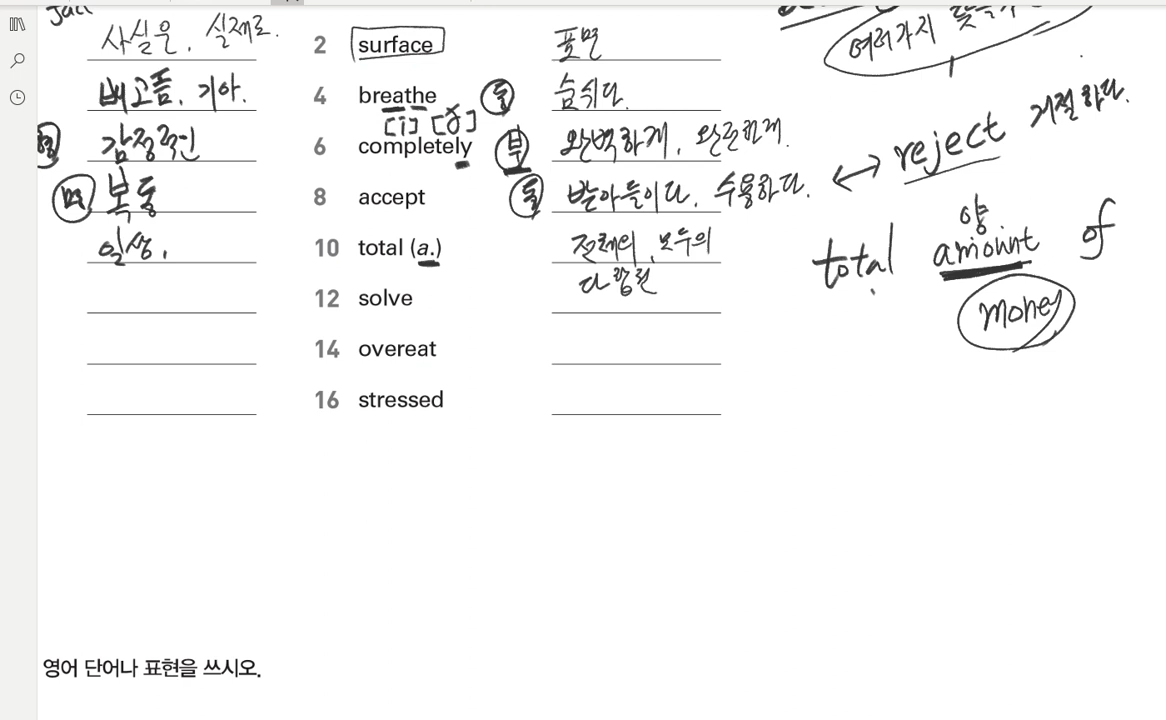 사실은, 실제로.
2 surface 표면
여러가지
배고픔, 기아.
4 breathe 동 숨쉬다.
[i] [ð]
형 감정적인
6 completely 부 완벽하게, 완전하게.
↔ reject 거절하다.
명 복통
8 accept 동 받아들이다, 수용하다.
일생,
10 total (a.) 전체의, 모두의
total amount of
양
money
12 solve
14 overeat
16 stressed
영어 단어나 표현을 쓰시오.